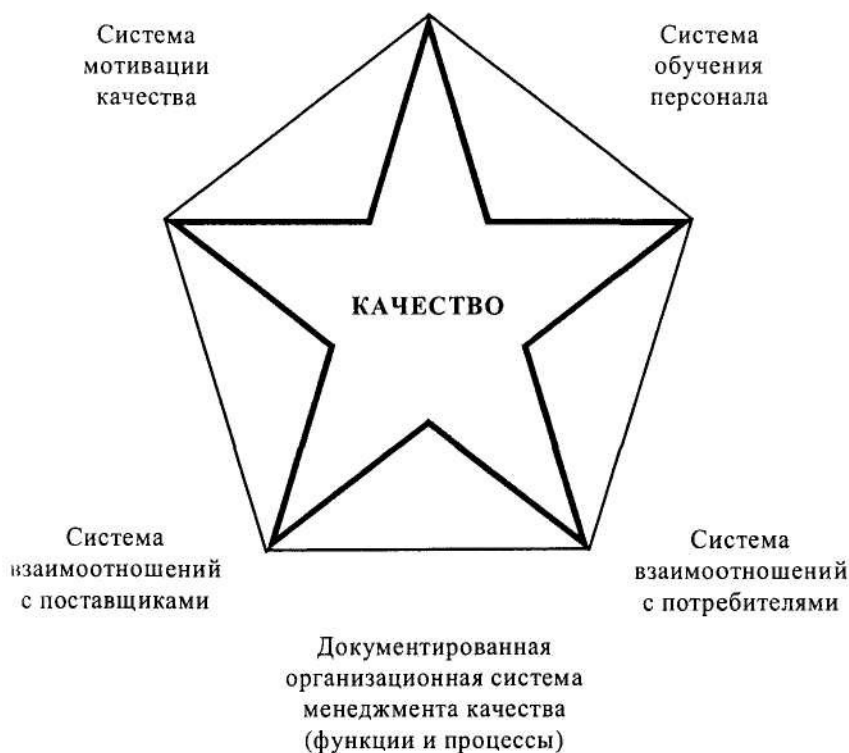 Система
мотивации
качества
Система
обучения
персонала
КАЧЕСТВО
Система
взаимоотношений
с поставщиками
Система
взаимоотношений
с потребителями
Документированная
организационная система
менеджмента качества
(функции и процессы)